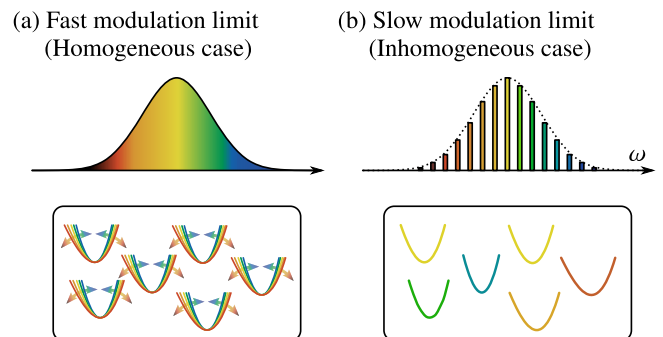 (a) Fast modulation limit
(Homogeneous case)
(b) Slow modulation limit
(Inhomogeneous case)
ω